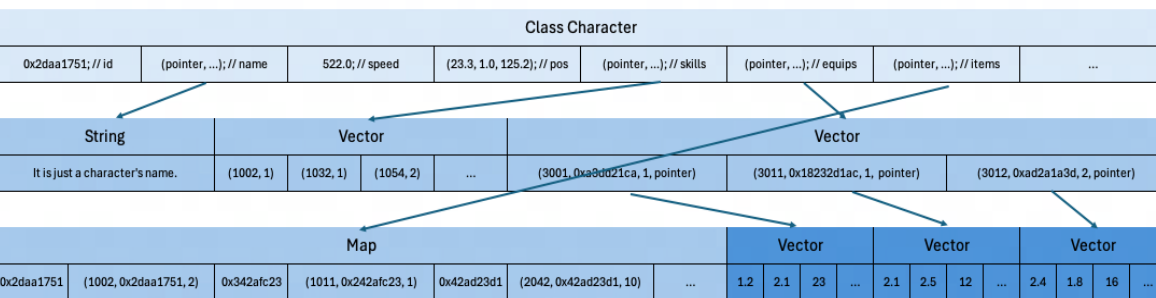 Class Character
0x2daa1751; // id (pointer, ...); // name 522.0; // speed (23.3, 1.0, 125.2); // pos (pointer, ...); // skills (pointer, ...); // equips (pointer, ...); // items ...
String Vector Vector
It is just a character's name. (1002, 1) (1032, 1) (1054, 2) ... (3001, 0xa3dd21ca, 1, pointer) (3011, 0x18232d1ac, 1, pointer) (3012, 0xad2a1a3d, 2, pointer)
Map Vector Vector Vector
0x2daa1751 (1002, 0x2daa1751, 2) 0x342afc23 (1011, 0x242afc23, 1) 0x42ad23d1 (2042, 0x42ad23d1, 10) ... 1.2 2.1 23 ... 2.1 2.5 12 ... 2.4 1.8 16 ...